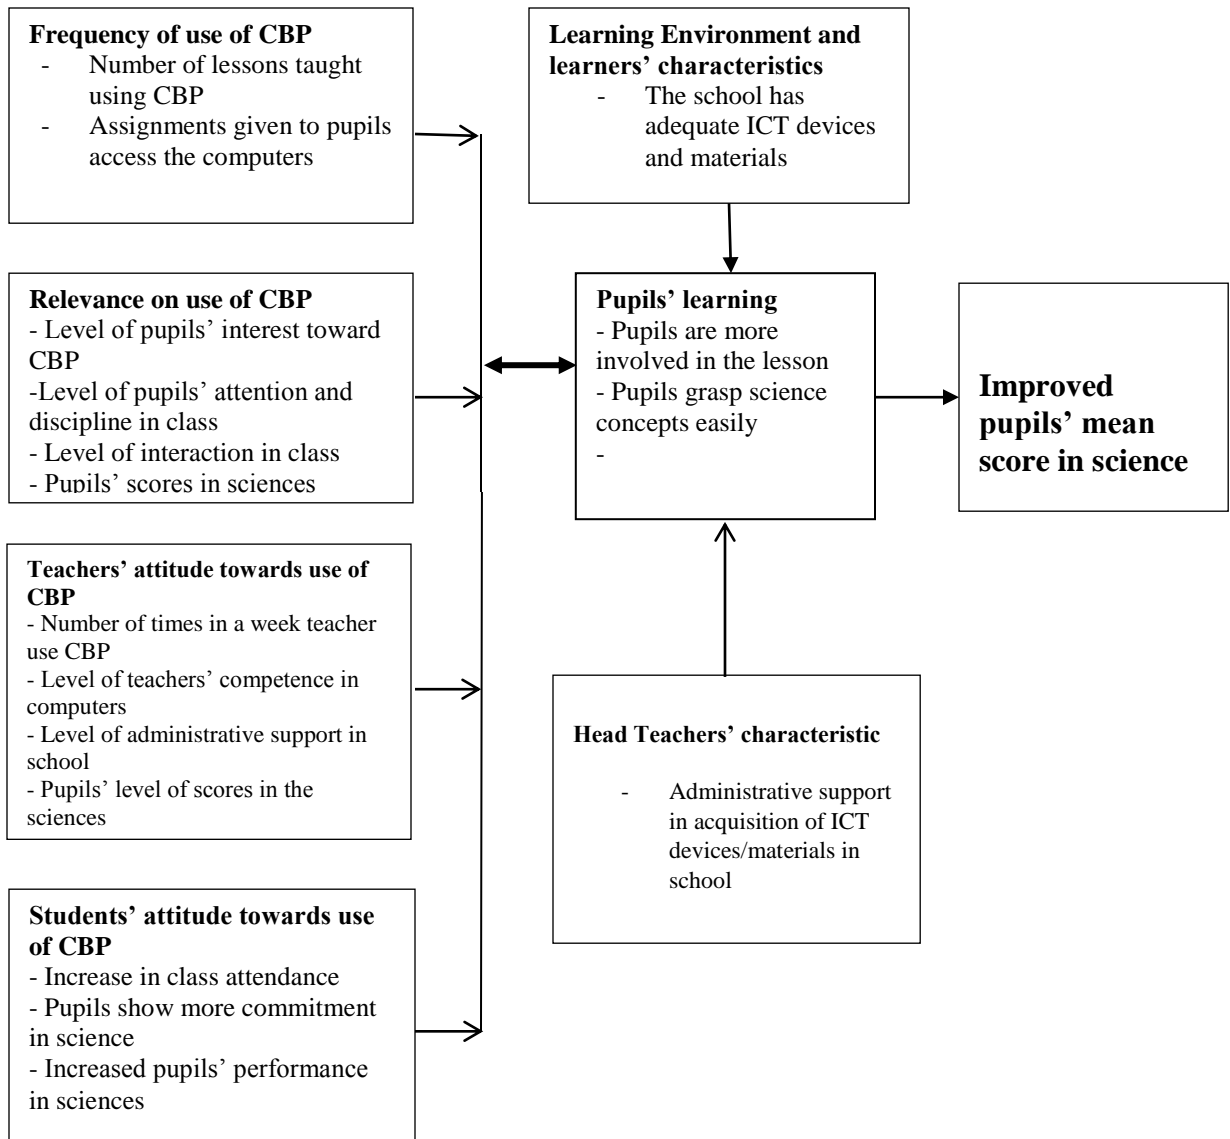 Frequency of use of CBP
- Number of lessons taught
using CBP
- Assignments given to pupils
access the computers
Learning Environment and
learners’ characteristics
- The school has
adequate ICT devices
and materials
Relevance on use of CBP
- Level of pupils’ interest toward
CBP
-Level of pupils’ attention and
discipline in class
- Level of interaction in class
- Pupils’ scores in sciences
Pupils’ learning
- Pupils are more
involved in the lesson
- Pupils grasp science
concepts easily
-
Improved
pupils’ mean
score in science
Teachers’ attitude towards use of
CBP
- Number of times in a week teacher
use CBP
- Level of teachers’ competence in
computers
- Level of administrative support in
school
- Pupils’ level of scores in the
sciences
Head Teachers’ characteristic
- Administrative support
in acquisition of ICT
devices/materials in
school
Students’ attitude towards use
of CBP
- Increase in class attendance
- Pupils show more commitment
in science
- Increased pupils’ performance
in sciences